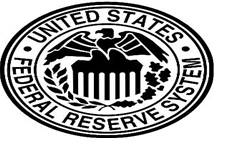 UNITED STATES
FEDERAL RESERVE SYSTEM